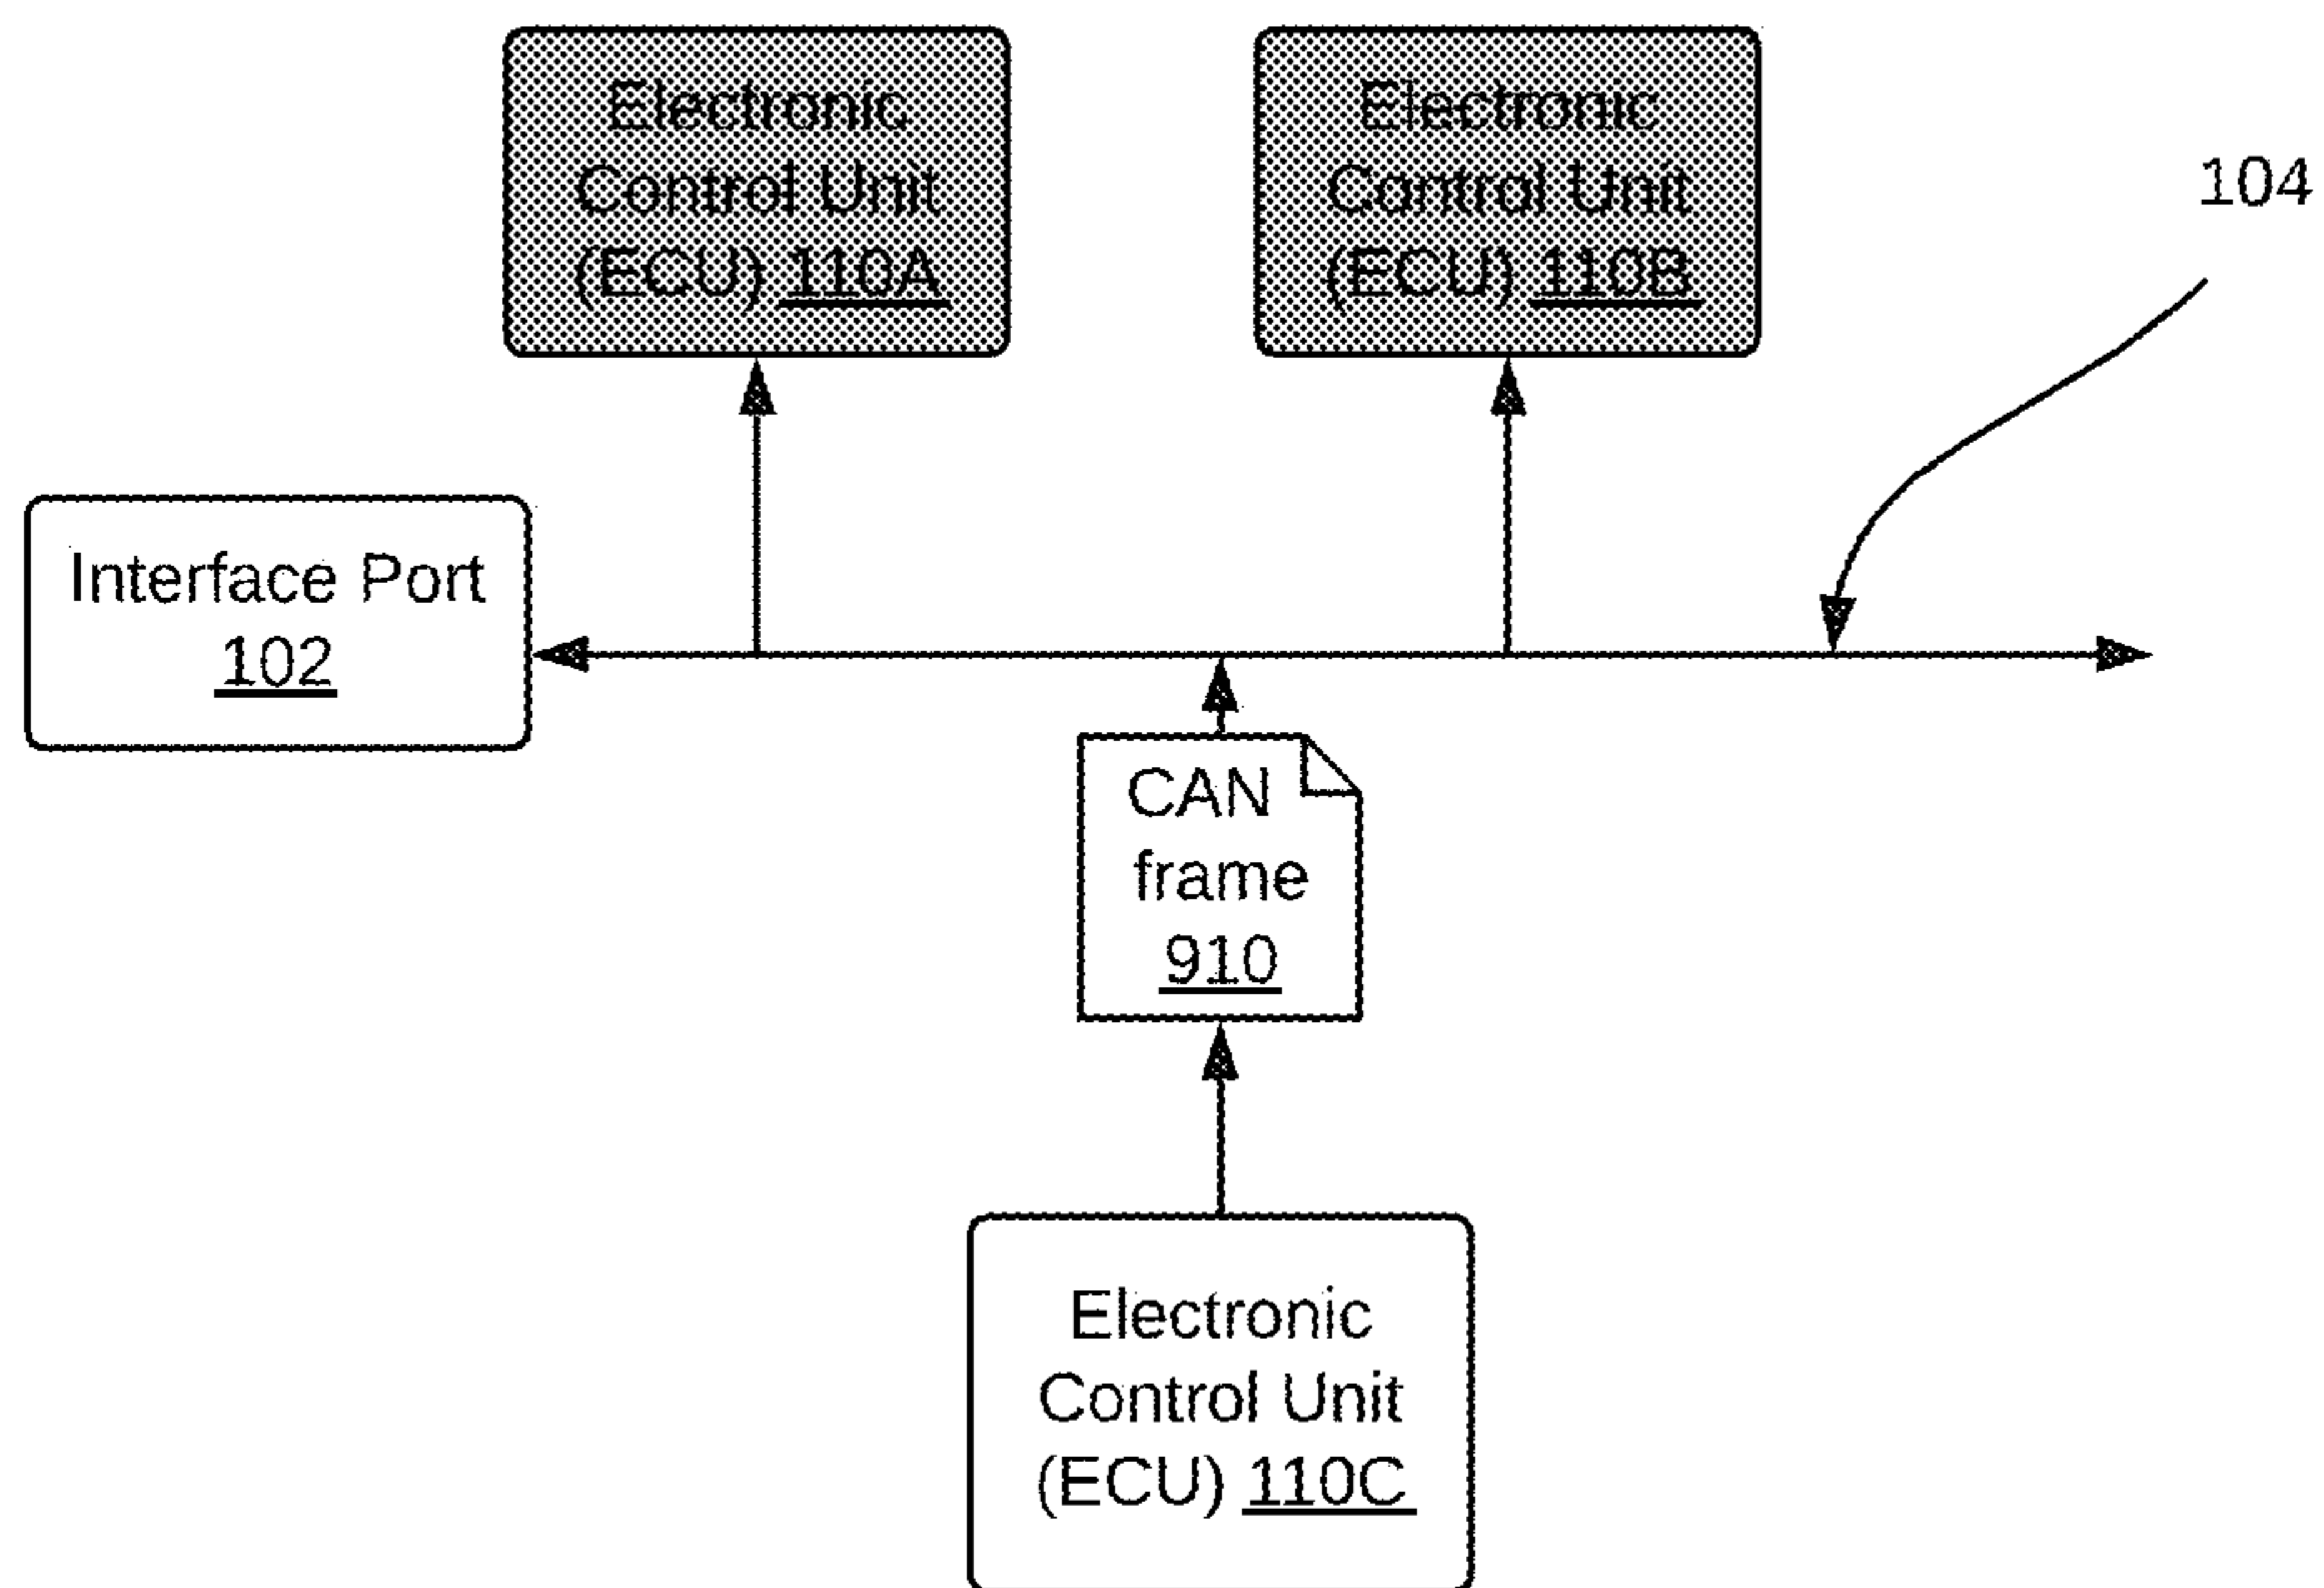 Electronic
Control Unit
(ECU) 110A
Electronic
Control Unit
(ECU) 110B
104
Interface Port
102
CAN
frame
910
Electronic
Control Unit
(ECU) 110C